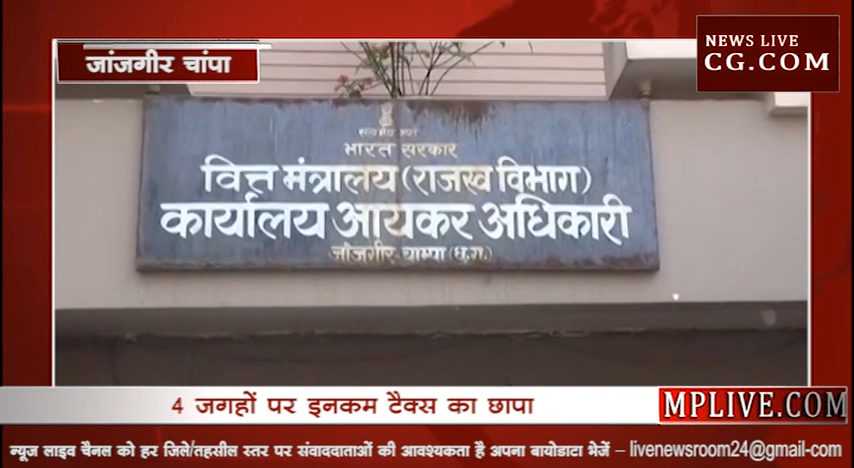 NEWS LIVE
CG.COM
जांजगीर चांपा
भारत सरकार
वित्त मंत्रालय (राजस्व विभाग)
कार्यालय आयकर अधिकारी
जांजगीर-चाम्पा (छ.ग.)
4 जगहों पर इनकम टैक्स का छापा
MPLIVE.COM
न्यूज लाइव चैनल को हर जिले/तहसील स्तर पर संवाददाताओं की आवश्यकता है अपना बायोडाटा भेजें – livenewsroom24@gmail-com